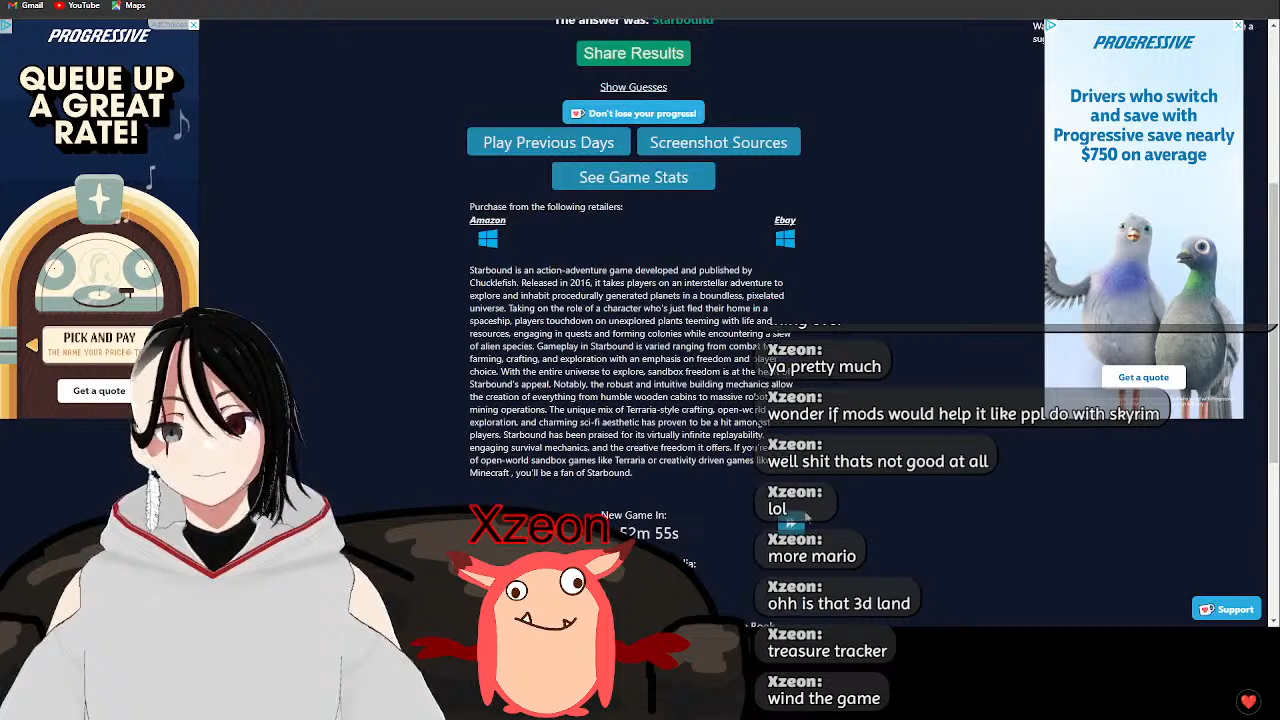 Gmail
YouTube
Maps
AdChoices
PROGRESSIVE
QUEUE UP
A GREAT
RATE!
PICK AND PAY
Get a quote
The answer was: Starbound
Share Results
Show Guesses
Don't lose your progress!
Play Previous Days
Screenshot Sources
See Game Stats
Purchase from the following retailers:
Amazon
Ebay
Starbound is an action-adventure game developed and published by
Chucklefish. Released in 2016, it takes players on an interstellar adventure to
explore and inhabit procedurally generated planets in a boundless, pixelated
universe. Taking on the role of a character who's just fled their home in a
spaceship, players touchdown on unexplored planets teeming with life and
resources, engaging in quests and forming colonies while encountering a slew
of alien species. Gameplay in Starbound is varied ranging from combat
farming, crafting, and exploration with an emphasis on freedom and player
choice. With the entire universe to explore, sandbox freedom is at the
Starbound's appeal. Notably, the robust and intuitive building mechanics allow
the creation of everything from humble wooden cabins to massive
mining operations. The unique mix of Terraria-style crafting, open-world
exploration, and charming sci-fi aesthetic has proven to be a hit amongst
players. Starbound has been praised for its virtually infinite replayability,
engaging survival mechanics, and the creative freedom it offers. If you're
of open-world sandbox games like Terraria or creativity driven games like
Minecraft , you'll be a fan of Starbound.
New Game In:
52m 55s
PROGRESSIVE
Drivers who switch
and save with
Progressive save nearly
$750 on average
Get a quote
Support
Xzeon:
ya pretty much
Xzeon:
wonder if mods would help it like ppl do with skyrim
Xzeon:
well shit thats not good at all
Xzeon:
lol
Xzeon:
more mario
Xzeon:
ohh is that 3d land
Xzeon:
treasure tracker
Xzeon:
wind the game
Xzeon